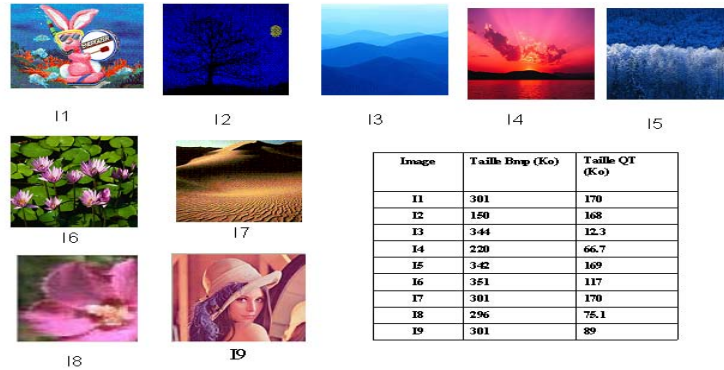 I1
I2
I3
I4
I5
I6
I7
I8
I9
Image Taille Bmp (Ko) Taille QT (Ko)
I1 301 170
I2 150 168
I3 344 12.3
I4 220 66.7
I5 342 169
I6 351 117
I7 301 170
I8 296 75.1
I9 301 89